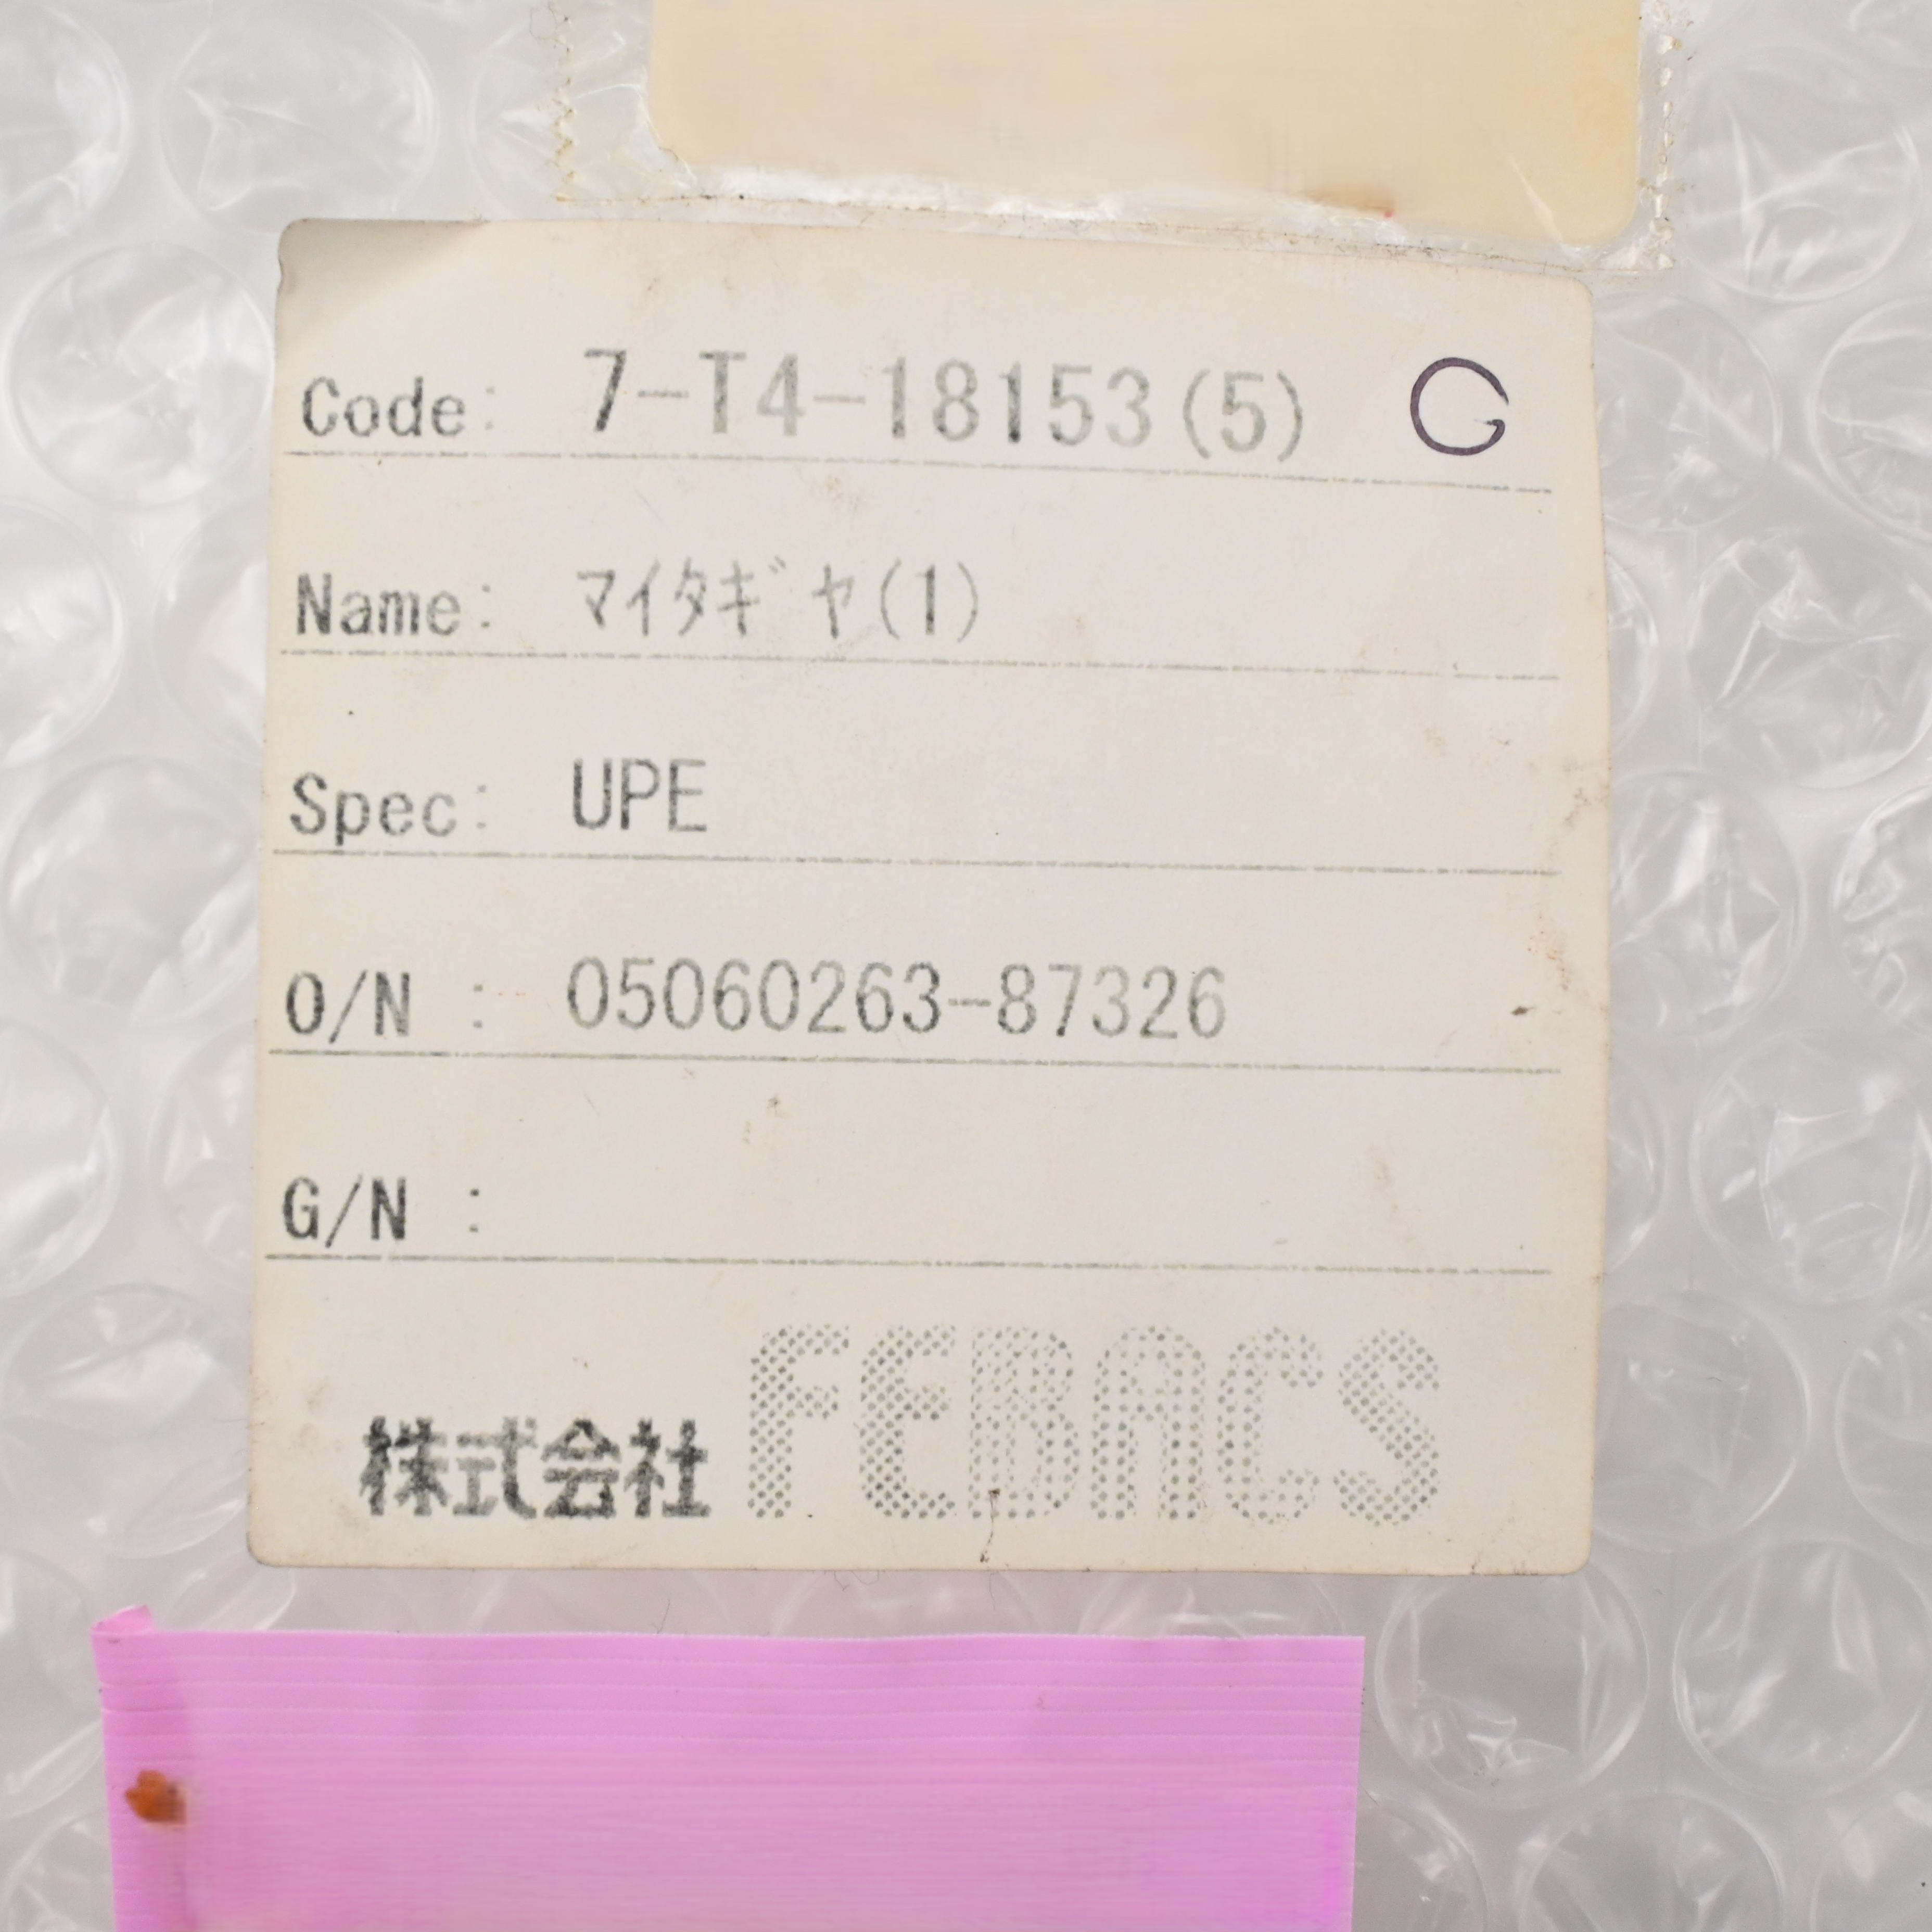 Code: 7-T4-18153(5) G
Name: マイタギヤ(1)
Spec: UPE
O/N : 05060263-87326
G/N :
株式会社 FEBACS